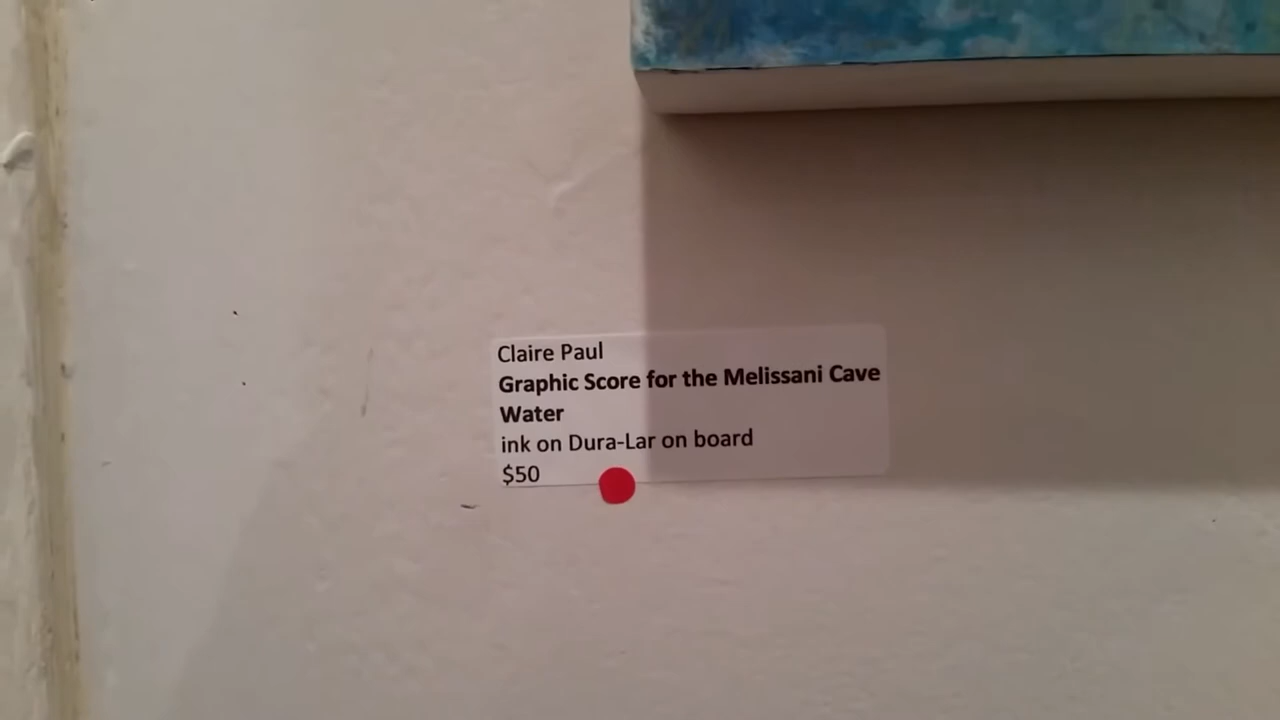 Claire Paul
Graphic Score for the Melissani Cave
Water
ink on Dura-Lar on board
$50